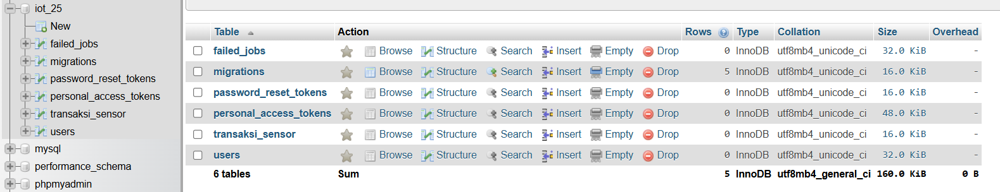 iot_25
New
failed_jobs
migrations
password_reset_tokens
personal_access_tokens
transaksi_sensor
users
mysql
performance_schema
phpmyadmin
Table Action Rows Type Collation Size Overhead
failed_jobs Browse Structure Search Insert Empty Drop 0 InnoDB utf8mb4_unicode_ci 32.0 KiB -
migrations Browse Structure Search Insert Empty Drop 5 InnoDB utf8mb4_unicode_ci 16.0 KiB -
password_reset_tokens Browse Structure Search Insert Empty Drop 0 InnoDB utf8mb4_unicode_ci 16.0 KiB -
personal_access_tokens Browse Structure Search Insert Empty Drop 0 InnoDB utf8mb4_unicode_ci 48.0 KiB -
transaksi_sensor Browse Structure Search Insert Empty Drop 0 InnoDB utf8mb4_unicode_ci 16.0 KiB -
users Browse Structure Search Insert Empty Drop 0 InnoDB utf8mb4_unicode_ci 32.0 KiB -
6 tables Sum 5 InnoDB utf8mb4_general_ci 160.0 KiB 0 B